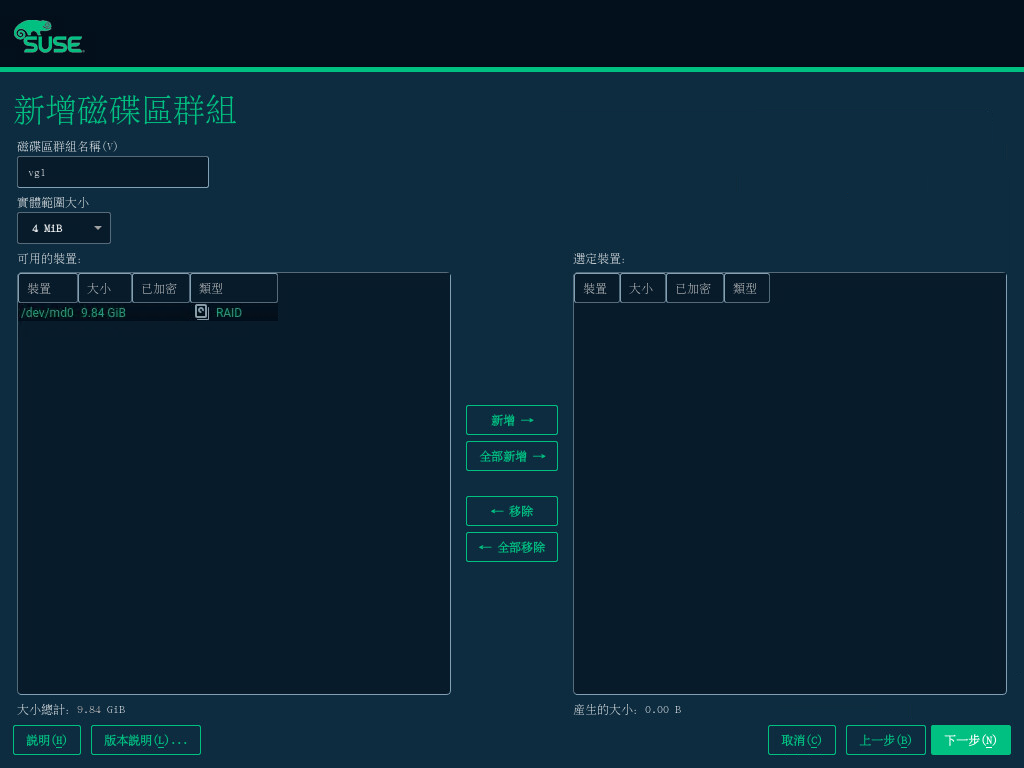 SUSE
新增磁碟區群組
磁碟區群組名稱(V)
vg1
實體範圍大小
4 MiB
可用的裝置:
選定裝置:
裝置 大小 已加密 類型
裝置 大小 已加密 類型
/dev/md0 9.84 GiB RAID
新增 →
全部新增 →
← 移除
← 全部移除
大小總計: 9.84 GiB
產生的大小: 0.00 B
說明(H)
版本說明(L)...
取消(C)
上一步(B)
下一步(N)